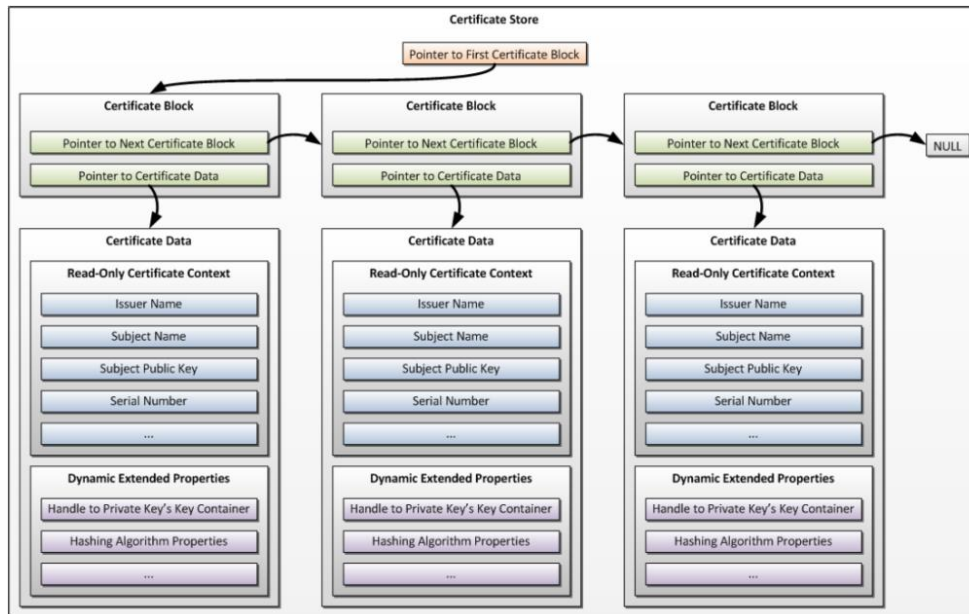 Certificate Store
Pointer to First Certificate Block
Certificate Block
Pointer to Next Certificate Block
Pointer to Certificate Data
Certificate Block
Pointer to Next Certificate Block
Pointer to Certificate Data
Certificate Block
Pointer to Next Certificate Block
Pointer to Certificate Data
NULL
Certificate Data
Read-Only Certificate Context
Issuer Name
Subject Name
Subject Public Key
Serial Number
...
Dynamic Extended Properties
Handle to Private Key’s Key Container
Hashing Algorithm Properties
...
Certificate Data
Read-Only Certificate Context
Issuer Name
Subject Name
Subject Public Key
Serial Number
...
Dynamic Extended Properties
Handle to Private Key’s Key Container
Hashing Algorithm Properties
...
Certificate Data
Read-Only Certificate Context
Issuer Name
Subject Name
Subject Public Key
Serial Number
...
Dynamic Extended Properties
Handle to Private Key’s Key Container
Hashing Algorithm Properties
...